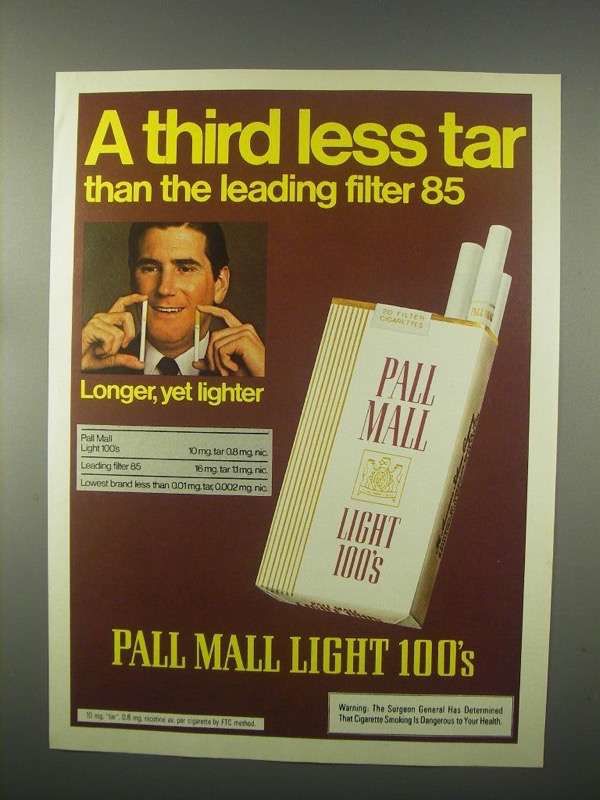 A third less tar
than the leading filter 85
20 FILTER
CIGARETTES
PALL
MALL
LIGHT
100's
PALL
Longer, yet lighter
Pall Mall
Light 100's 10 mg. tar 0.8 mg. nic.
Leading filter 85 16 mg. tar 1.1 mg. nic.
Lowest brand less than 0.01 mg. tar, 0.002 mg. nic.
PALL MALL LIGHT 100's
10 mg. "tar", 0.8 mg. nicotine av. per cigarette by FTC method.
Warning: The Surgeon General Has Determined
That Cigarette Smoking Is Dangerous to Your Health.